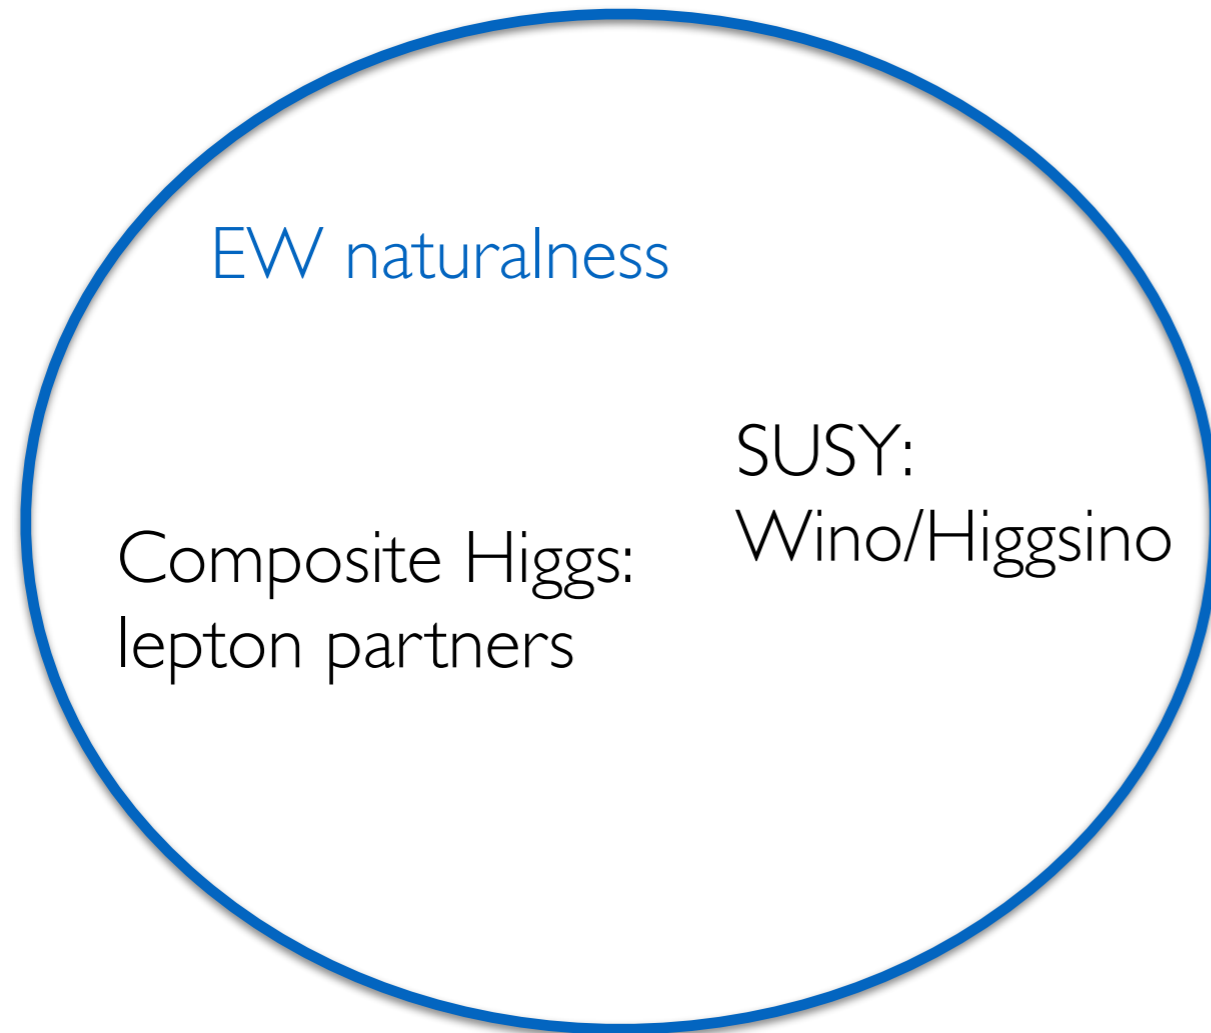 EW naturalness
SUSY:
Wino/Higgsino
Composite Higgs:
lepton partners